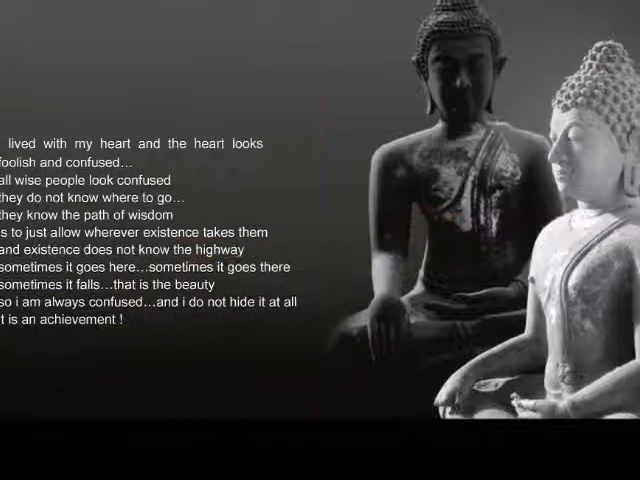 lived with my heart and the heart looks
foolish and confused…
all wise people look confused
they do not know where to go…
they know the path of wisdom
is to just allow wherever existence takes them
and existence does not know the highway
sometimes it goes here…sometimes it goes there
sometimes it falls…that is the beauty
so i am always confused…and i do not hide it at all
it is an achievement !